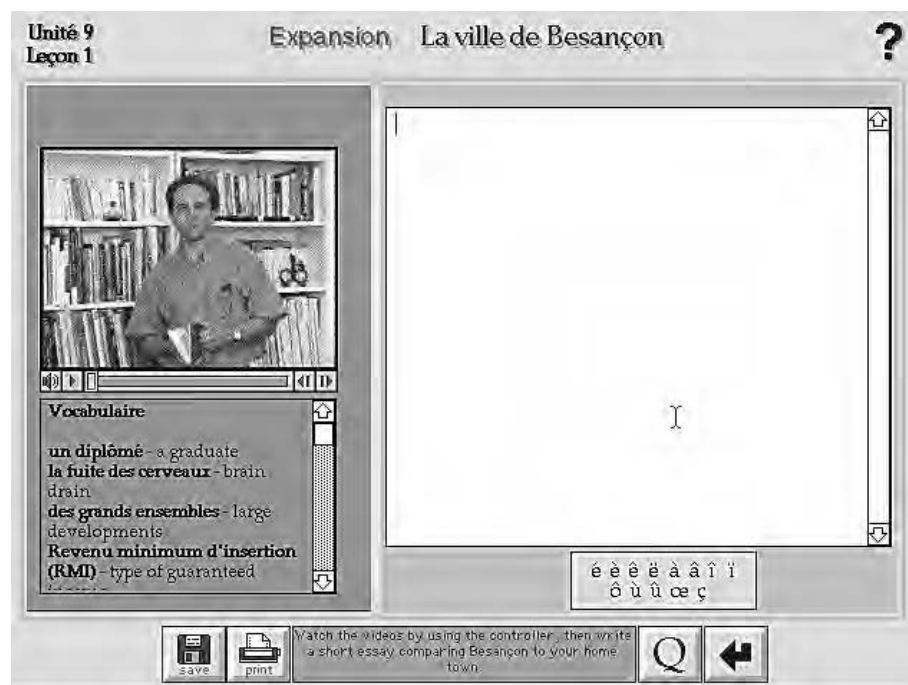 Unité 9
Leçon 1
Expansion La ville de Besançon
?
Vocabulaire
un diplômé - a graduate
la fuite des cerveaux - brain
drain
des grands ensembles - large
developments
Revenu minimum d'insertion
(RMI) - type of guaranteed
é è ê ë à â î ï
ô ù û œ ç
save
print
Watch the videos by using the controller, then write
a short essay comparing Besançon to your home
town.
Q